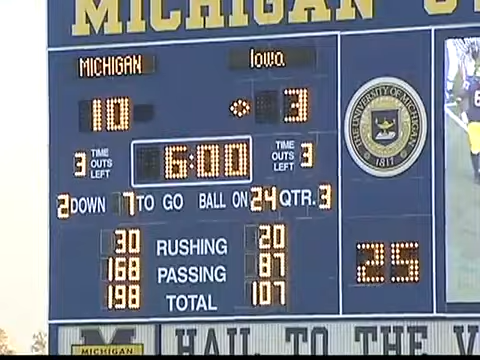 MICHIGAN
MICHIGAN Iowa
10 3
3 TIME OUTS LEFT 6:00 TIME OUTS LEFT 3
2 DOWN 7 TO GO BALL ON 24 QTR. 3
30 RUSHING 20
168 PASSING 87
198 TOTAL 107
THE UNIVERSITY OF MICHIGAN
1817
25
M
MICHIGAN
HAIL TO THE